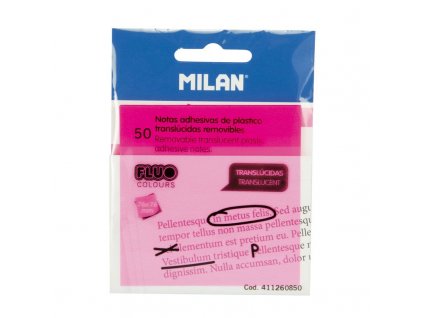 MILAN
Notas adhesivas de plástico
translúcidas removibles
50
Removable translucent plastic
adhesive notes
FLUO
COLOURS
TRANSLÚCIDAS
TRANSLUCENT
Pellentesque in metus felis. Sed augu
tempor tellus non massa pellentesque
elementum est pretium eu. Pellen
Vestibulum tristique P
dignissim. Nulla accumsan, dolor
Cod. 411260850